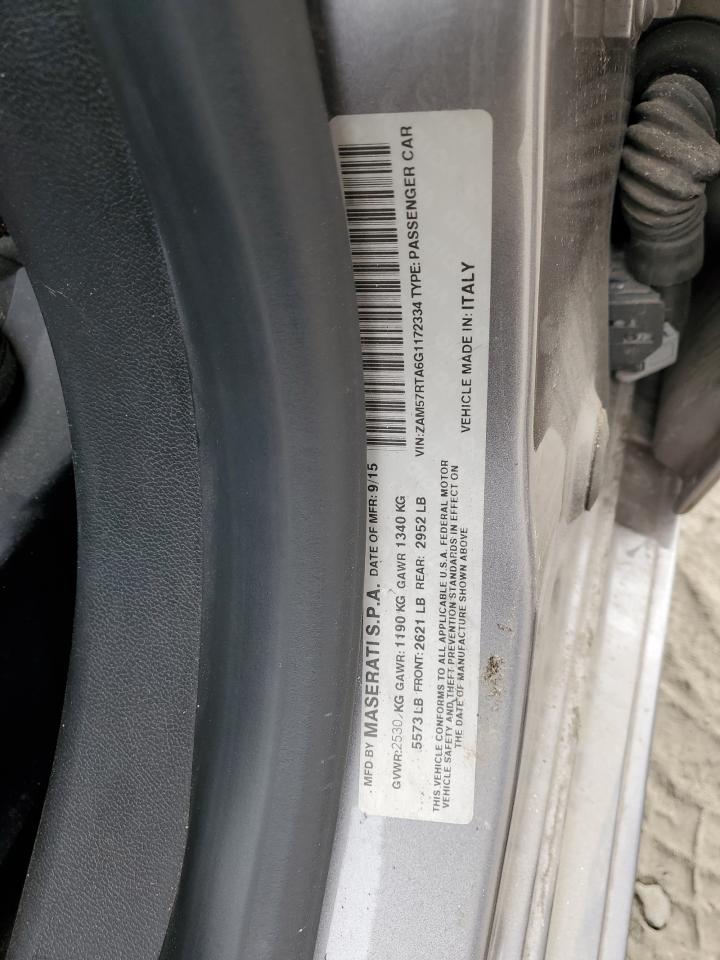 MFD BY MASERATI S.P.A. DATE OF MFR: 9/15
GVWR:2530 KG GAWR: 1190 KG GAWR 1340 KG
5573 LB FRONT: 2621 LB REAR: 2952 LB
THIS VEHICLE CONFORMS TO ALL APPLICABLE U.S.A. FEDERAL MOTOR
VEHICLE SAFETY AND THEFT PREVENTION STANDARDS IN EFFECT ON
THE DATE OF MANUFACTURE SHOWN ABOVE
VIN:ZAM57RTA6G1172334 TYPE: PASSENGER CAR
VEHICLE MADE IN: ITALY